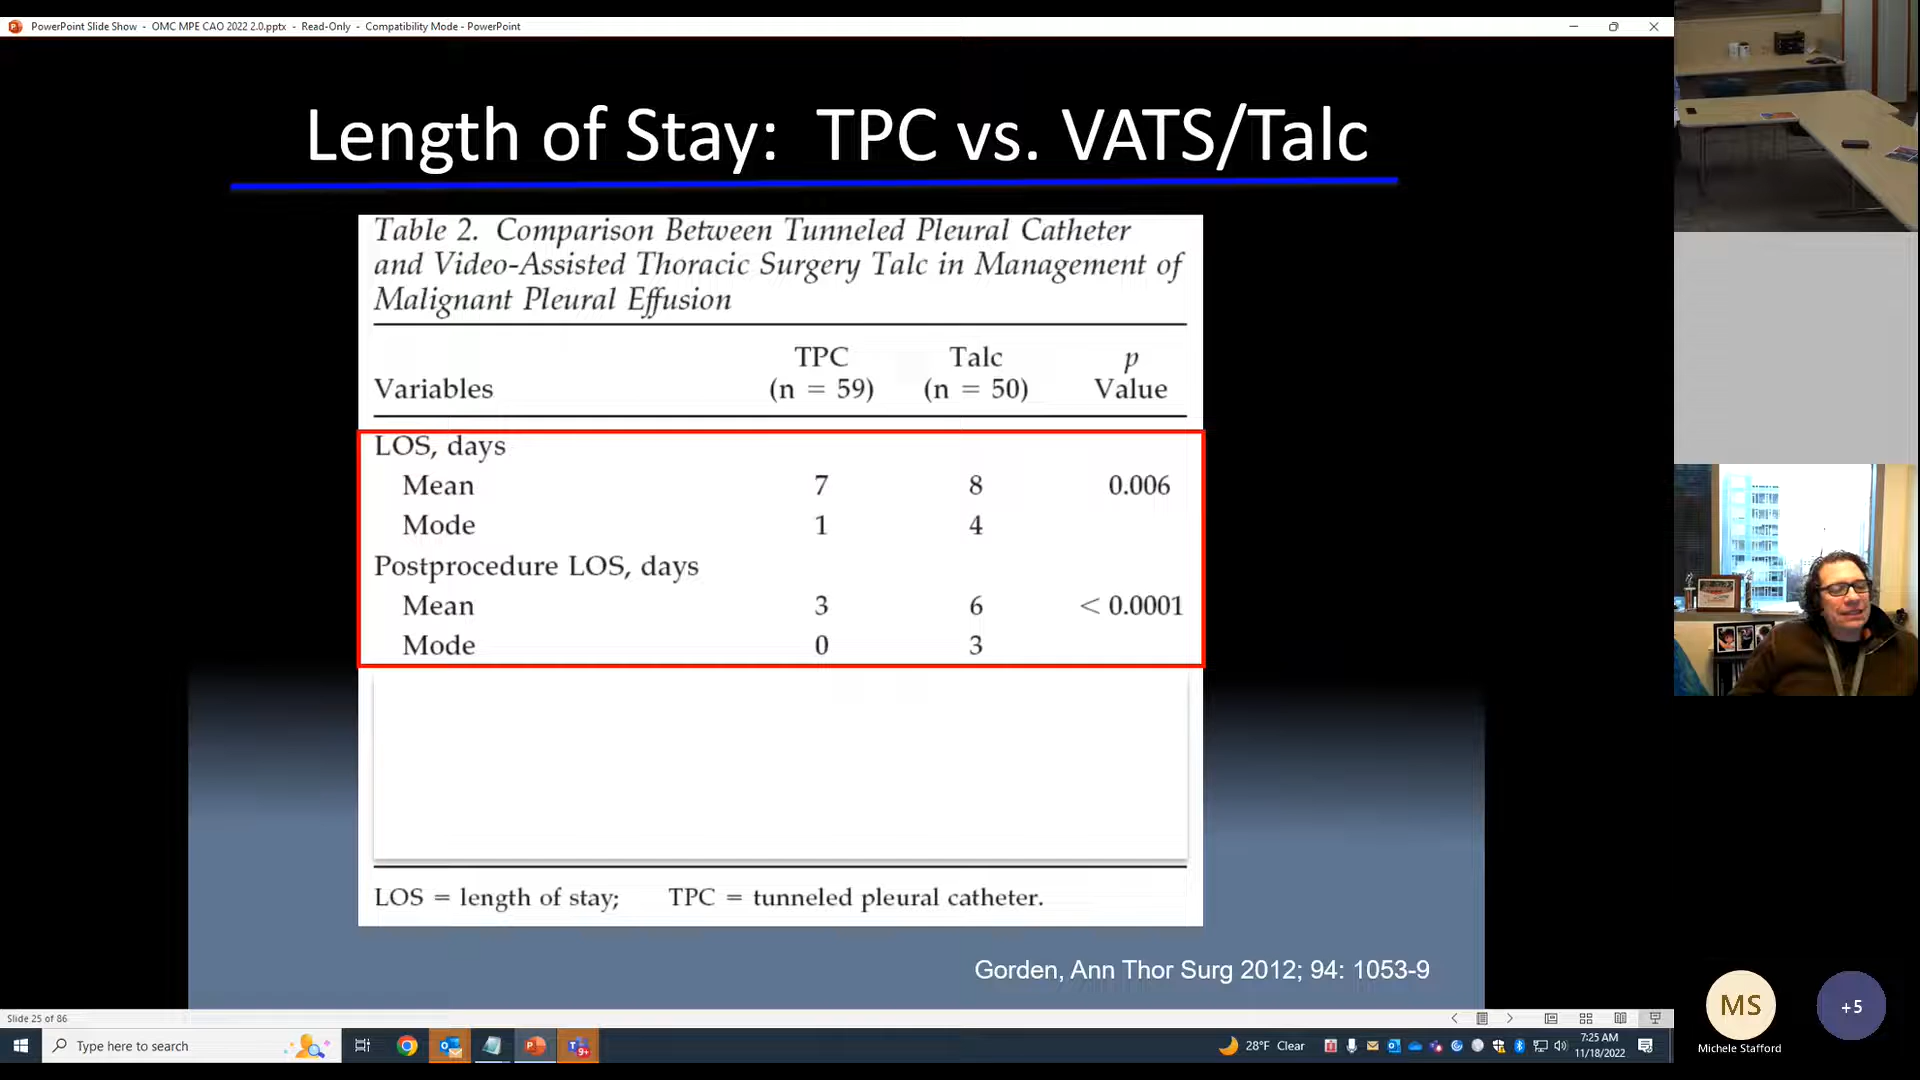 PowerPoint Slide Show - OMC MPE CAO 2022 2.0.pptx - Read-Only - Compatibility Mode - PowerPoint
Length of Stay: TPC vs. VATS/Talc
Table 2. Comparison Between Tunneled Pleural Catheter
and Video-Assisted Thoracic Surgery Talc in Management of
Malignant Pleural Effusion
TPC Talc p
Variables (n = 59) (n = 50) Value
LOS, days
Mean 7 8 0.006
Mode 1 4
Postprocedure LOS, days
Mean 3 6 < 0.0001
Mode 0 3
LOS = length of stay; TPC = tunneled pleural catheter.
Gorden, Ann Thor Surg 2012; 94: 1053-9
Slide 25 of 86
Type here to search
9+
28°F Clear
7:25 AM
11/18/2022
MS
+5
Michele Stafford